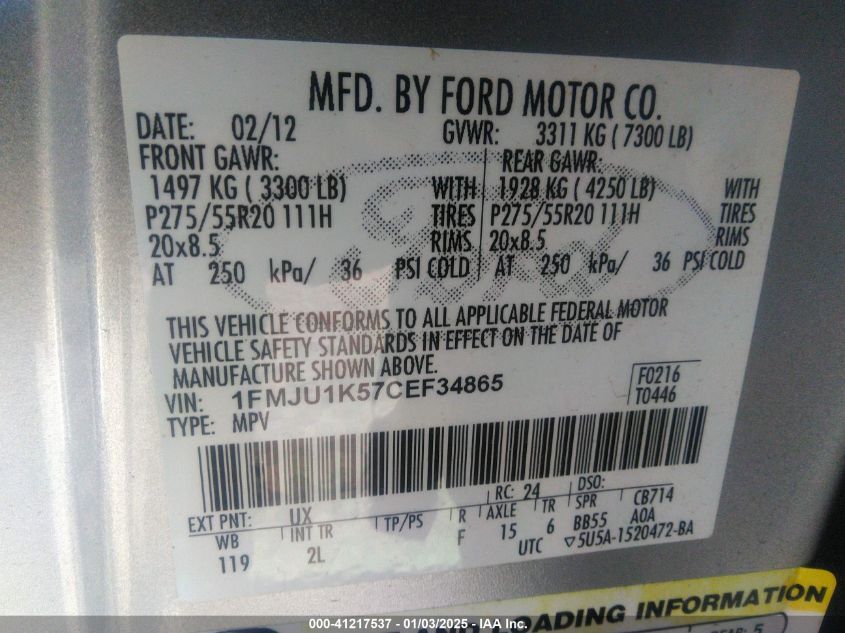 MFD. BY FORD MOTOR CO.
DATE: 02/12 GVWR: 3311 KG ( 7300 LB)
FRONT GAWR: REAR GAWR:
1497 KG ( 3300 LB) WITH 1928 KG ( 4250 LB) WITH
P275/55R20 111H TIRES P275/55R20 111H TIRES
20x8.5 RIMS 20x8.5 RIMS
AT 250 kPa/ 36 PSI COLD AT 250 kPa/ 36 PSI COLD
Ford
THIS VEHICLE CONFORMS TO ALL APPLICABLE FEDERAL MOTOR
VEHICLE SAFETY STANDARDS IN EFFECT ON THE DATE OF
MANUFACTURE SHOWN ABOVE.
VIN: 1FMJU1K57CEF34865 F0216
TYPE: MPV T0446
EXT PNT: UX RC: 24 DSO: CB714
WB INT TR TP/PS R AXLE TR SPR AOA
119 2L F 15 6 BB55
UTC ▽5U5A-1520472-BA
AND LOADING INFORMATION
5
000-41217537 - 01/03/2025 - IAA Inc.